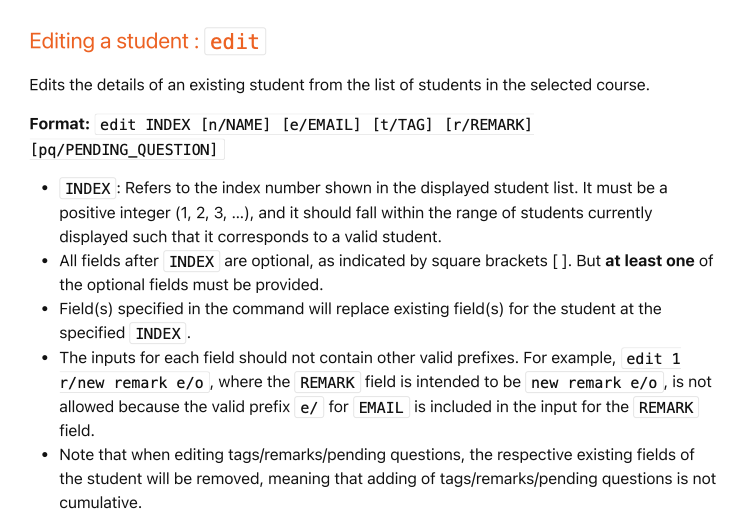 Editing a student : edit
Edits the details of an existing student from the list of students in the selected course.
Format: edit INDEX [n/NAME] [e/EMAIL] [t/TAG] [r/REMARK]
[pq/PENDING_QUESTION]
• INDEX : Refers to the index number shown in the displayed student list. It must be a
positive integer (1, 2, 3, …), and it should fall within the range of students currently
displayed such that it corresponds to a valid student.
• All fields after INDEX are optional, as indicated by square brackets [ ]. But at least one of
the optional fields must be provided.
• Field(s) specified in the command will replace existing field(s) for the student at the
specified INDEX .
• The inputs for each field should not contain other valid prefixes. For example, edit 1
r/new remark e/o , where the REMARK field is intended to be new remark e/o , is not
allowed because the valid prefix e/ for EMAIL is included in the input for the REMARK
field.
• Note that when editing tags/remarks/pending questions, the respective existing fields of
the student will be removed, meaning that adding of tags/remarks/pending questions is not
cumulative.